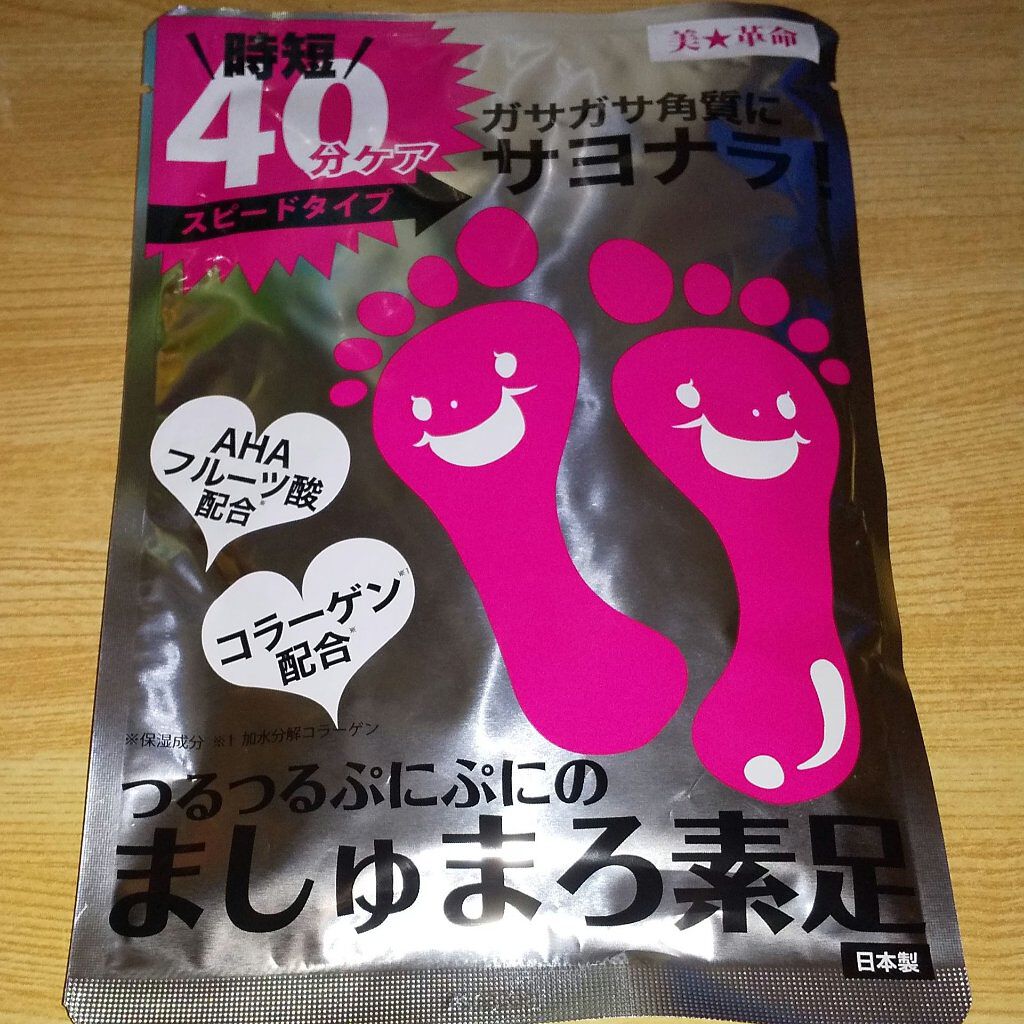 美★革命
時短
40
分ケア
スピードタイプ
ガサガサ角質に
サヨナラ!
AHA
フルーツ酸
配合※
コラーゲン※1
配合※
※保湿成分 ※1 加水分解コラーゲン
つるつるぷにぷにの
ましゅまろ素足
日本製